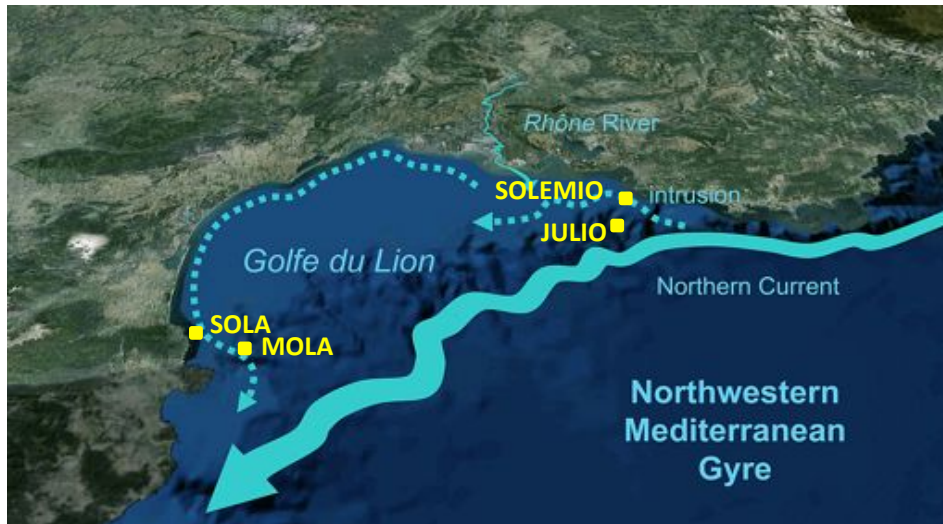 Rhône River
SOLEMIO
intrusion
JULIO
Golfe du Lion
Northern Current
SOLA
MOLA
Northwestern
Mediterranean
Gyre